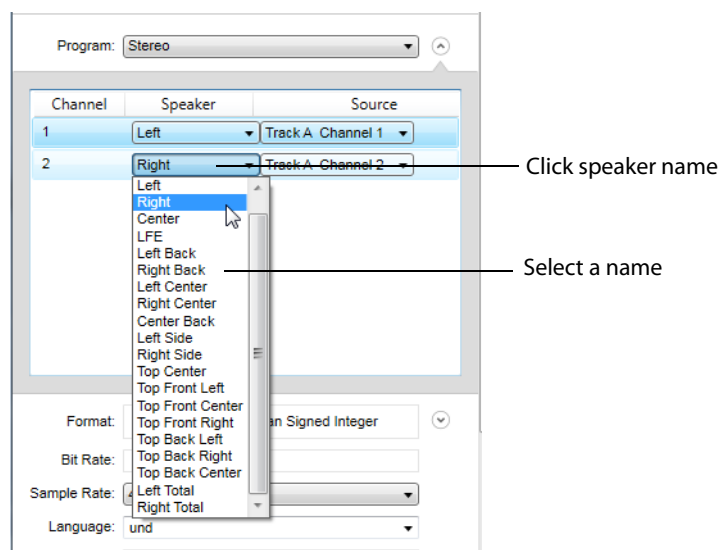 Program: Stereo
Channel Speaker Source
1 Left Track A Channel 1
2 Right Track A Channel 2
Click speaker name
Left
Right
Center
LFE
Left Back
Right Back
Select a name
Left Center
Right Center
Center Back
Left Side
Right Side
Top Center
Top Front Left
Top Front Center
Format:
Top Front Right
an Signed Integer
Top Back Left
Bit Rate:
Top Back Right
Top Back Center
Sample Rate:
Left Total
Right Total
Language: und